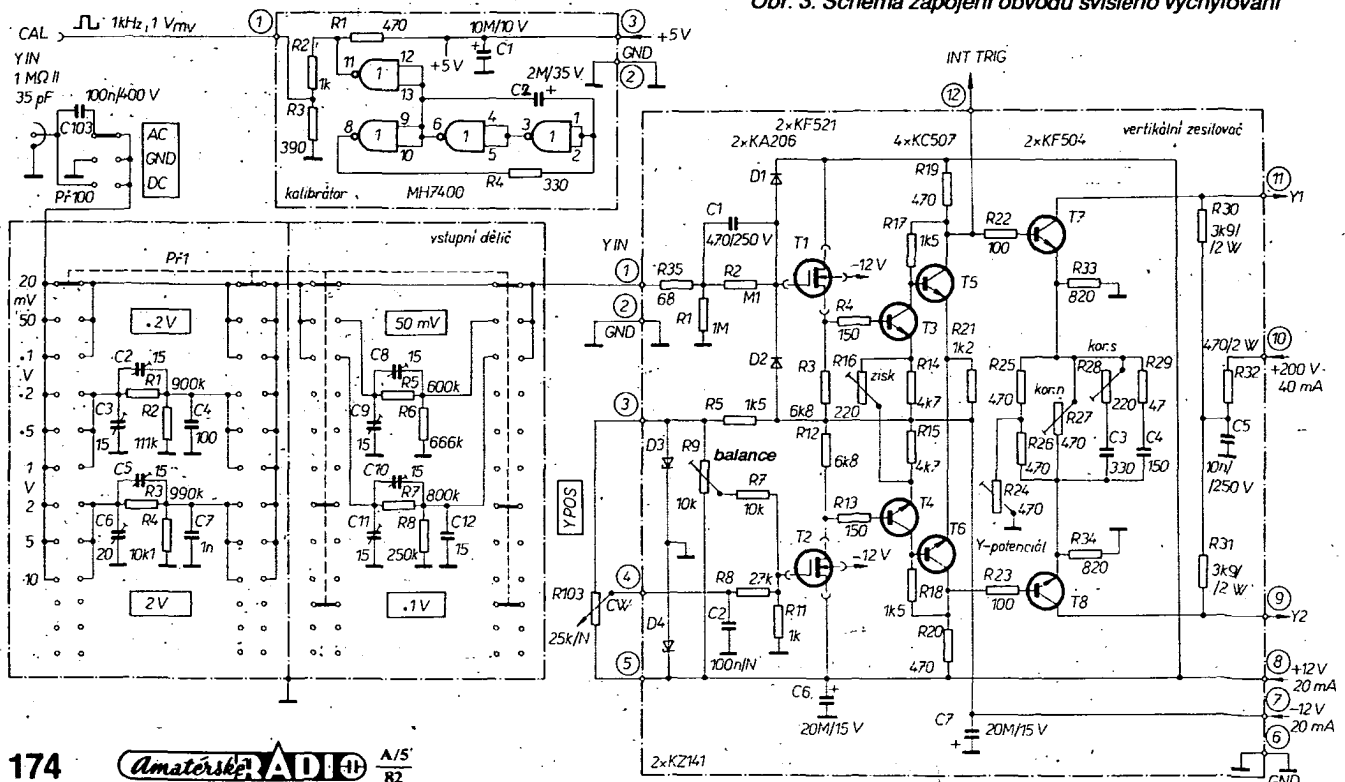 Obr. 3. Schéma zapojení obvodu svislého vychylování
CAL
1kHz, 1 Vmv
1
R1
470
10M/10 V
3
+5V
C1
GND
2
R2
1k
R3
390
+5V
2M/35 V
C2
11
1
12
13
8
1
9
10
6
1
4
5
3
1
1
2
R4
330
kalibrátor
MH7400
Y IN
1 MΩ II
35 pF
100n/400 V
C103
AC
GND
DC
Př100
vstupní dělič
Př1
20
mV
50
.1
V
.2
.5
1
V
2
5
10
.2V
C2
15
R1
900k
C3
15
R2
111k
C4
100
C5
15
R3
990k
C6
20
R4
10k1
C7
1n
2V
50 mV
C8
15
R5
600k
C9
15
R6
666k
C10
15
R7
800k
C11
15
R8
250k
C12
15
.1V
INT TRIG
12
vertikální zesilovač
2×KF521
2×KA206
4×KC507
2×KF504
Y IN
1
R35
68
C1
470/250 V
R2
M1
R1
1M
2
GND
D1
D2
T1
-12V
R4
150
R3
6k8
R16
zisk
220
R17
1k5
R19
470
T3
T5
R14
4k7
R15
4k7
R21
1k2
R22
100
T7
R33
820
R30
3k9/
/2 W
11
Y1
10
+200 V-
40 mA
470/2 W
R32
C5
10n/
/250 V
kor.s
R25
470
kor.n
R27
470
R28
220
R29
47
R26
470
C3
330
C4
150
R24
470
Y-potenciál
R34
820
R31
3k9/
/2 W
3
R5
1k5
D3
R9
10k
balance
R7
10k
R12
6k8
R13
150
T4
T6
T2
-12V
YPOS
R103
25k/N
4
CW
D4
R8
27k
C2
100n/N
R11
1k
R18
1k5
R20
470
R23
100
T8
9
Y2
5
C6
20M/15 V
C7
20M/15 V
8
+12V
20 mA
7
-12V
20 mA
6
GND
2×KZ141
174
Amatérské RADIO
A/5
82